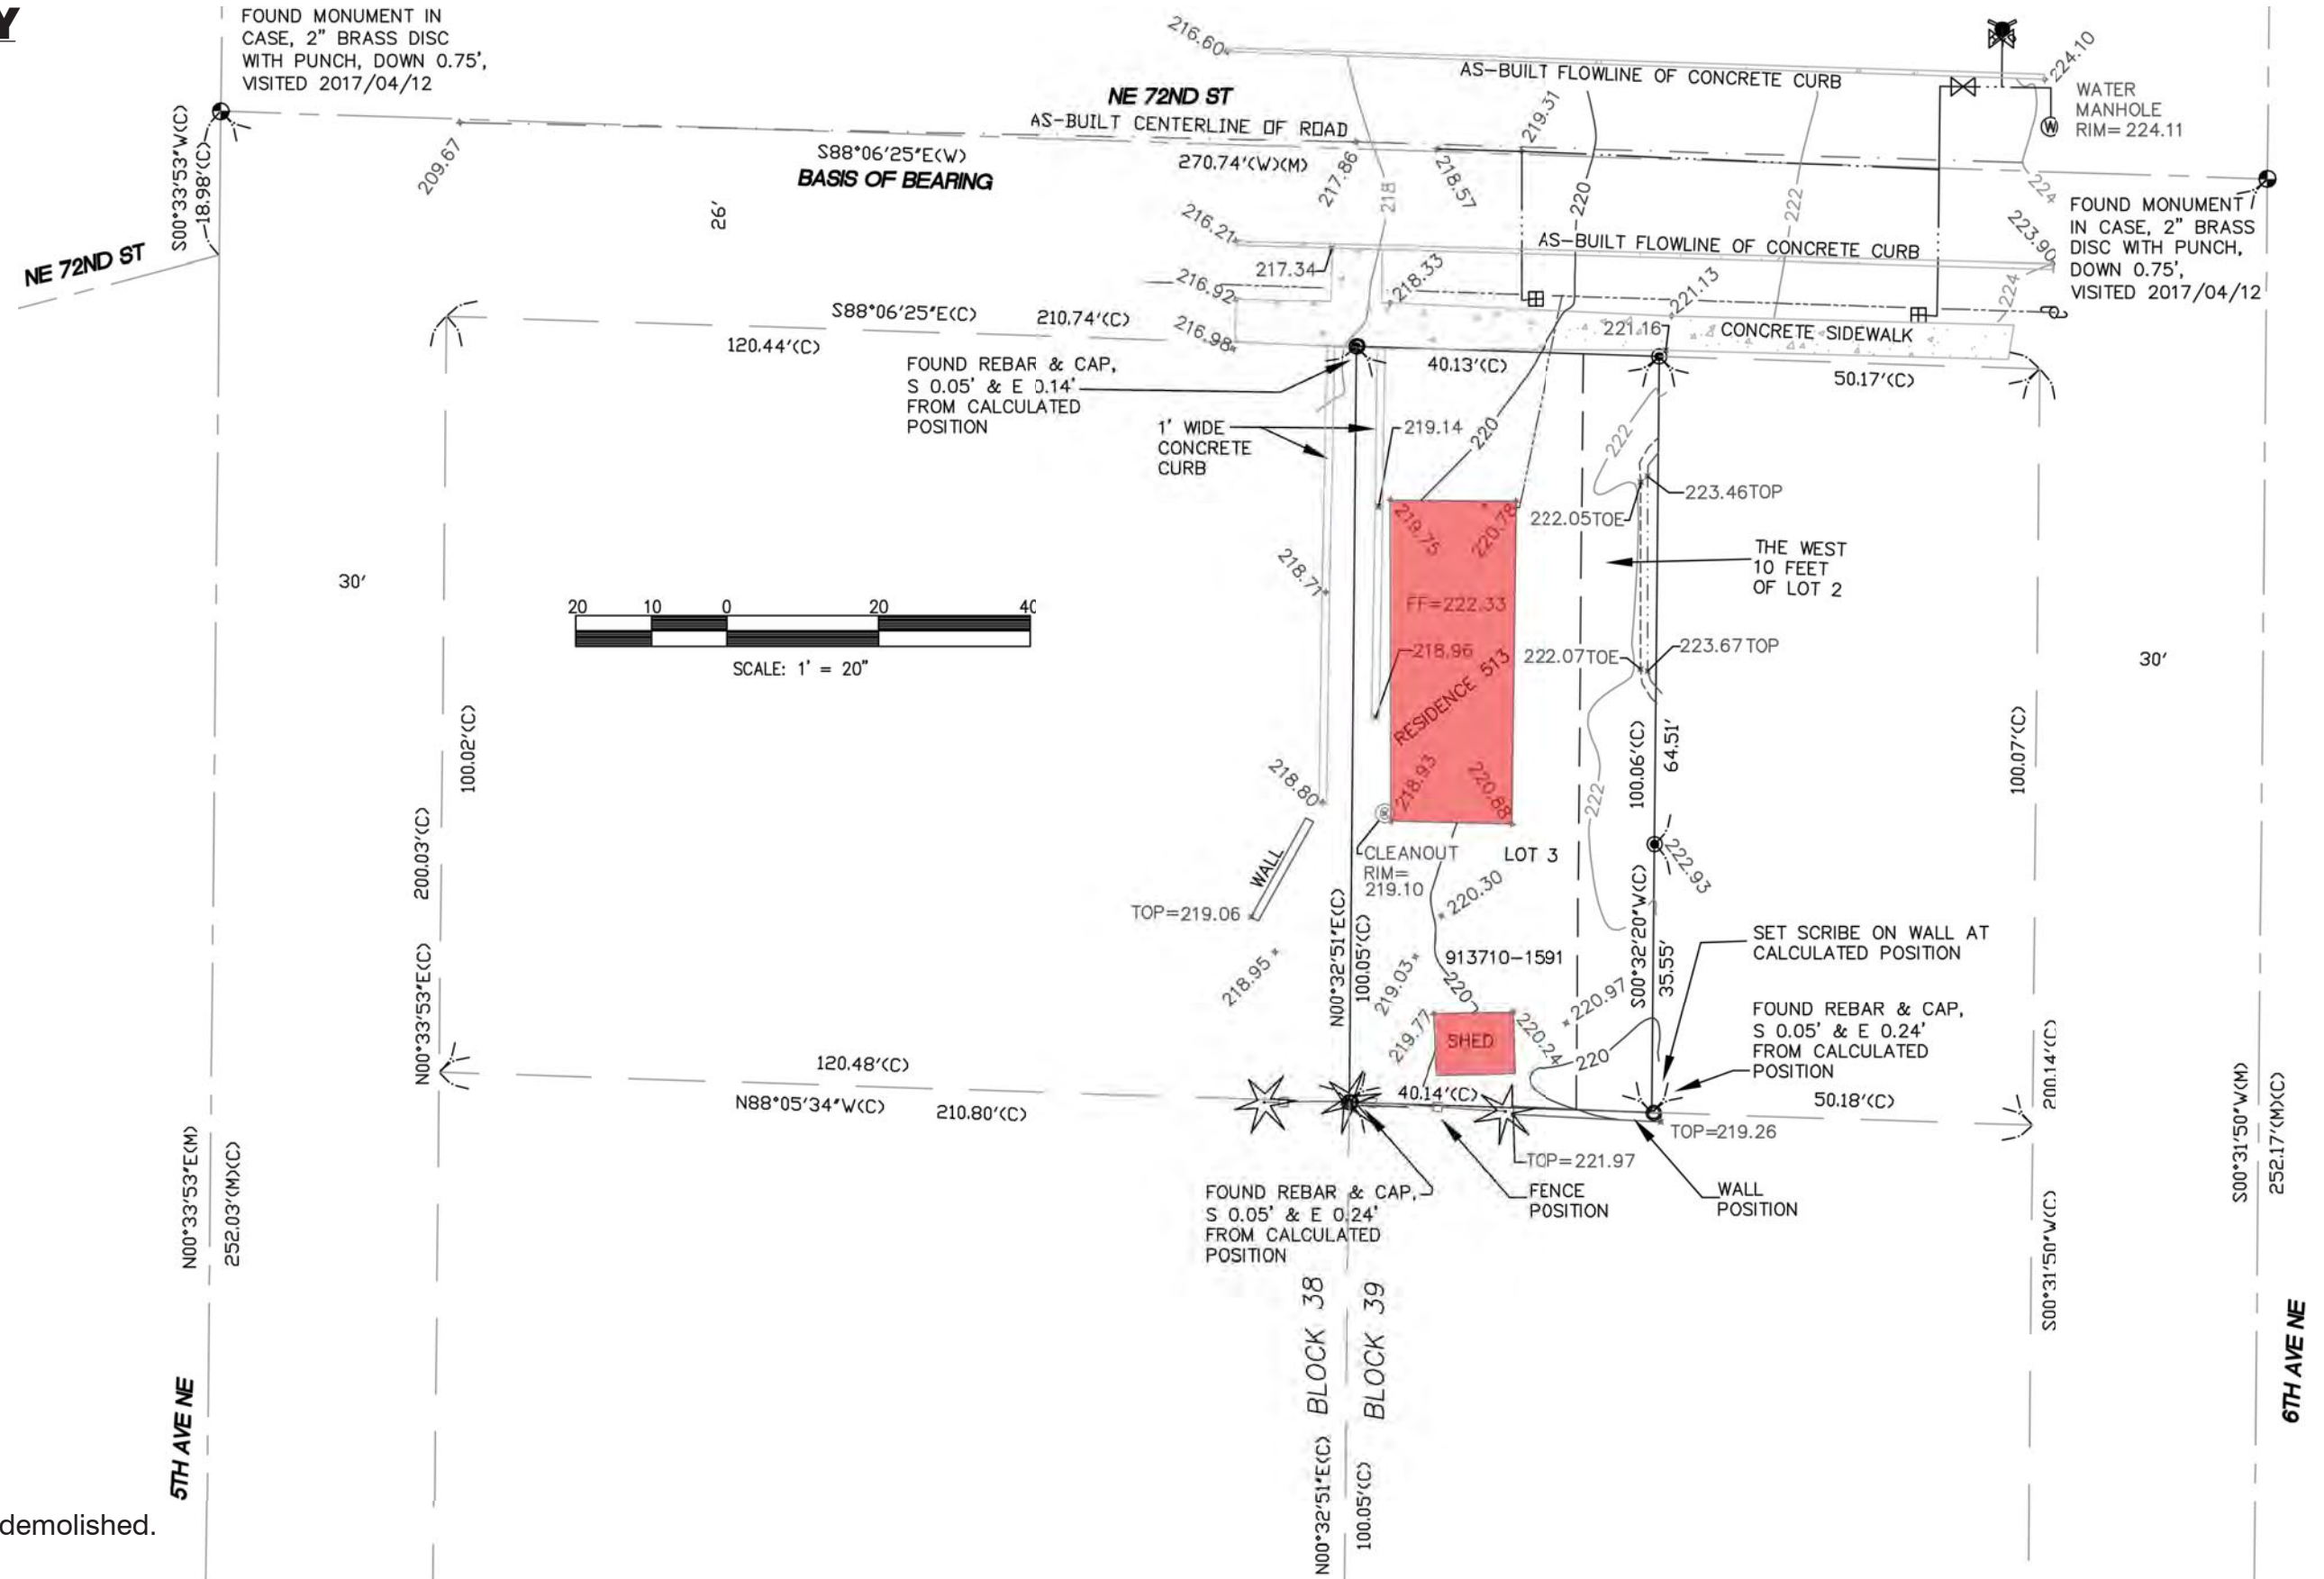 Y
FOUND MONUMENT IN
CASE, 2" BRASS DISC
WITH PUNCH, DOWN 0.75',
VISITED 2017/04/12
S00°33'53"W(C)
18.98'(C)
NE 72ND ST
209.67
S88°06'25"E(W)
BASIS OF BEARING
26'
NE 72ND ST
AS-BUILT CENTERLINE OF ROAD
270.74'(W)(M)
216.60
AS-BUILT FLOWLINE OF CONCRETE CURB
224.10
WATER
MANHOLE
RIM= 224.11
219.31
217.86
218
218.57
220
222
224
216.21
AS-BUILT FLOWLINE OF CONCRETE CURB
223.90
FOUND MONUMENT
IN CASE, 2" BRASS
DISC WITH PUNCH,
DOWN 0.75',
VISITED 2017/04/12
217.34
216.92
218.33
221.13
224
S88°06'25"E(C)
210.74'(C)
120.44'(C)
216.98
221.16
CONCRETE SIDEWALK
FOUND REBAR & CAP,
S 0.05' & E 0.14'
FROM CALCULATED
POSITION
40.13'(C)
50.17'(C)
1' WIDE
CONCRETE
CURB
219.14
220
222
223.46TOP
222.05TOE
219.75
220.78
THE WEST
10 FEET
OF LOT 2
30'
218.71
FF=222.33
20 10 0 20 40
SCALE: 1' = 20"
218.96
RESIDENCE 513
222.07TOE
223.67TOP
30'
100.02'(C)
200.03'(C)
N00°33'53"E(C)
218.80
218.93
220.88
100.06'(C)
64.51'
100.07'(C)
222
WALL
TOP=219.06
CLEANOUT
RIM=
219.10
LOT 3
220.30
222.93
N00°32'51"E(C)
100.05'(C)
S00°32'20"W(C)
35.55'
SET SCRIBE ON WALL AT
CALCULATED POSITION
218.95
219.03
913710-1591
220
220.97
FOUND REBAR & CAP,
S 0.05' & E 0.24'
FROM CALCULATED
POSITION
219.77
SHED
220.24
220
120.48'(C)
N88°05'34"W(C)
210.80'(C)
40.14'(C)
50.18'(C)
TOP=219.26
TOP=221.97
200.14'(C)
S00°31'50"W(C)
S00°31'50"W(M)
252.17'(M)(C)
N00°33'53"E(M)
252.03'(M)(C)
FOUND REBAR & CAP,
S 0.05' & E 0.24'
FROM CALCULATED
POSITION
FENCE
POSITION
WALL
POSITION
BLOCK 38
BLOCK 39
N00°32'51"E(C)
100.05'(C)
5TH AVE NE
6TH AVE NE
demolished.